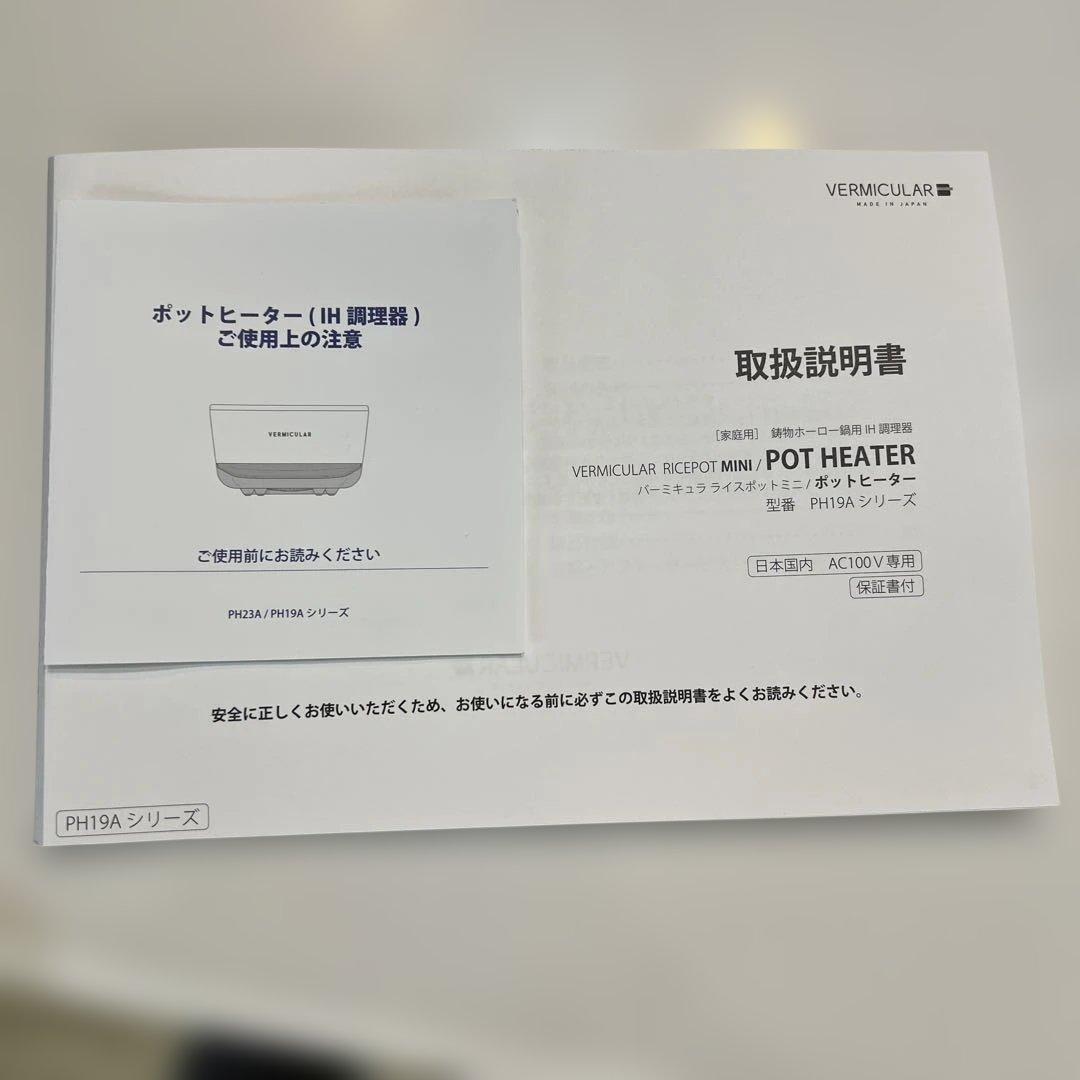 VERMICULAR
MADE IN JAPAN
ポットヒーター ( IH 調理器 )
ご使用上の注意
VERMICULAR
ご使用前にお読みください
PH23A / PH19A シリーズ
取扱説明書
［家庭用］ 鋳物ホーロー鍋用 IH 調理器
VERMICULAR RICEPOT MINI / POT HEATER
バーミキュラ ライスポットミニ / ポットヒーター
型番 PH19A シリーズ
日本国内 AC100V専用
保証書付
安全に正しくお使いいただくため、お使いになる前に必ずこの取扱説明書をよくお読みください。
PH19A シリーズ